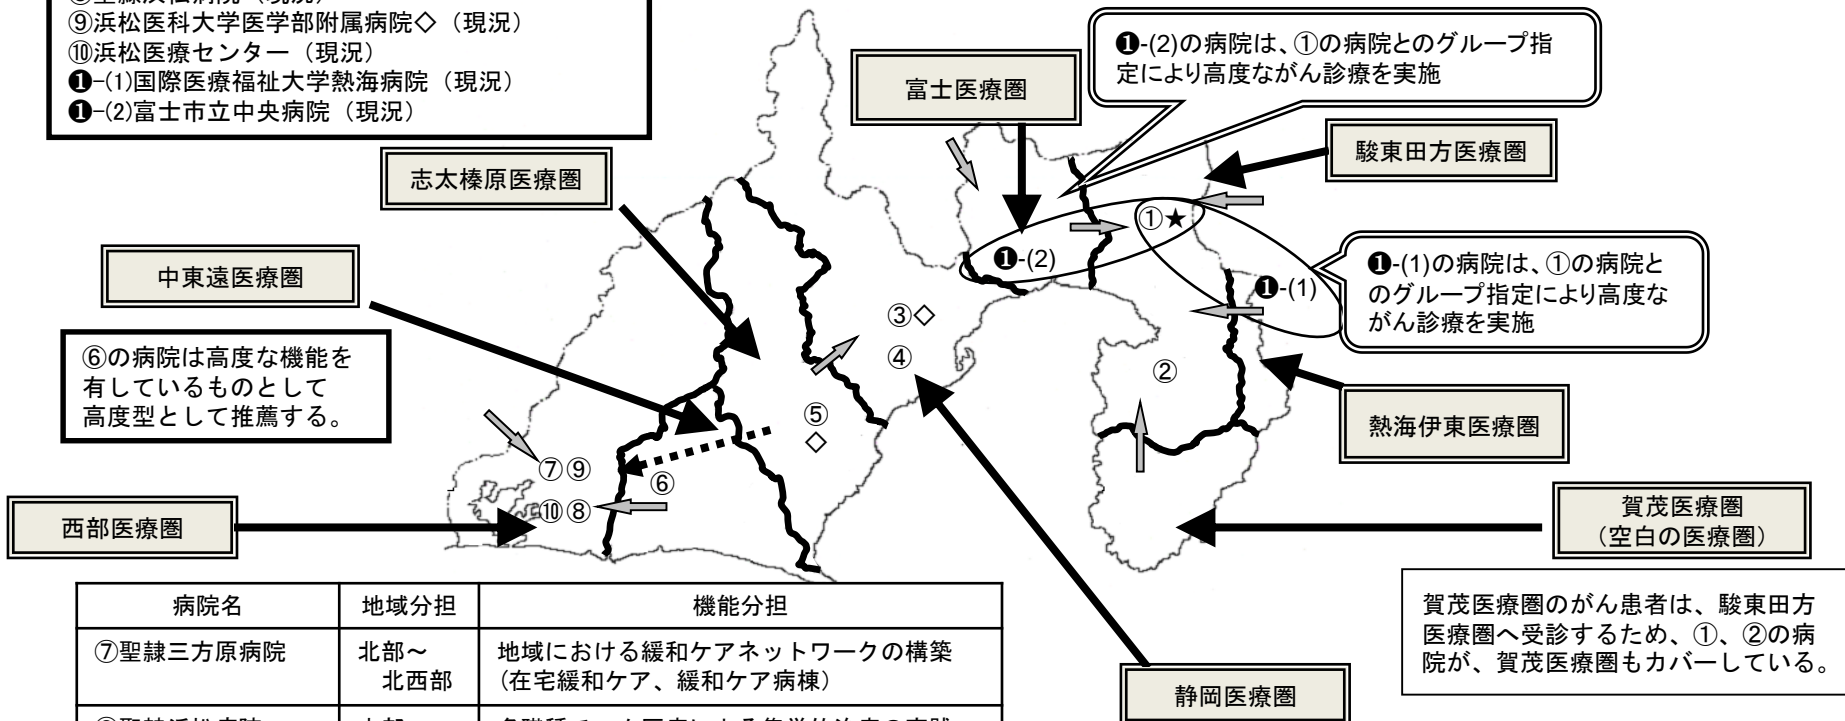 ⑨浜松医科大学医学部附属病院◇（現況）
⑩浜松医療センター（現況）
❶-(1)国際医療福祉大学熱海病院（現況）
❶-(2)富士市立中央病院（現況）
富士医療圏
❶-(2)の病院は、①の病院とのグループ指
定により高度ながん診療を実施
駿東田方医療圏
志太榛原医療圏
①★
❶-(2)
❶-(1)
❶-(1)の病院は、①の病院と
のグループ指定により高度な
がん診療を実施
中東遠医療圏
③◇
④
②
⑥の病院は高度な機能を
有しているものとして
高度型として推薦する。
⑤
◇
熱海伊東医療圏
⑦⑨
⑥
⑩⑧
西部医療圏
賀茂医療圏
（空白の医療圏）
賀茂医療圏のがん患者は、駿東田方
医療圏へ受診するため、①、②の病
院が、賀茂医療圏もカバーしている。
静岡医療圏
病院名 地域分担 機能分担
⑦聖隷三方原病院 北部～ 地域における緩和ケアネットワークの構築
北西部 （在宅緩和ケア、緩和ケア病棟）